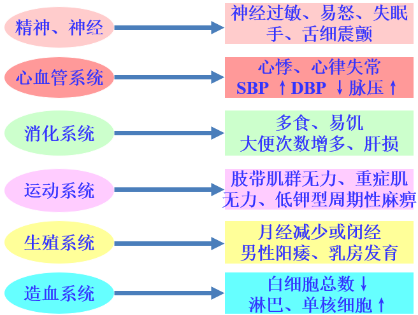 精神、神经
神经过敏、易怒、失眠
手、舌细震颤
心血管系统
心悸、心律失常
SBP ↑DBP ↓脉压↑
消化系统
多食、易饥
大便次数增多、肝损
运动系统
肢带肌群无力、重症肌
无力、低钾型周期性麻痹
生殖系统
月经减少或闭经
男性阳痿、乳房发育
造血系统
白细胞总数↓
淋巴、单核细胞↑